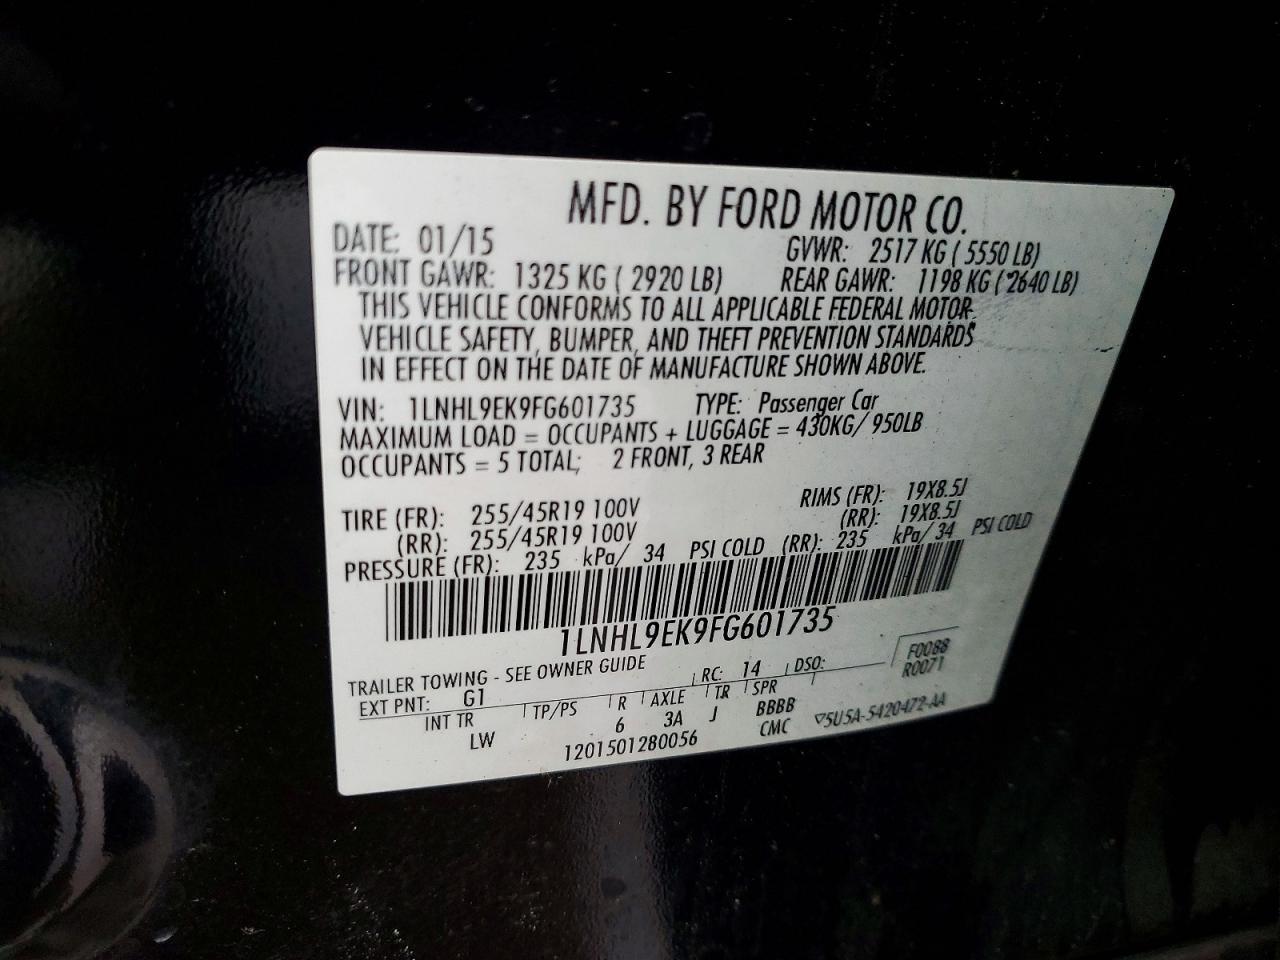 MFD. BY FORD MOTOR CO.
DATE: 01/15 GVWR: 2517 KG ( 5550 LB)
FRONT GAWR: 1325 KG ( 2920 LB) REAR GAWR: 1198 KG ( 2640 LB)
THIS VEHICLE CONFORMS TO ALL APPLICABLE FEDERAL MOTOR
VEHICLE SAFETY, BUMPER, AND THEFT PREVENTION STANDARDS
IN EFFECT ON THE DATE OF MANUFACTURE SHOWN ABOVE.
VIN: 1LNHL9EK9FG601735 TYPE: Passenger Car
MAXIMUM LOAD = OCCUPANTS + LUGGAGE = 430KG/ 950LB
OCCUPANTS = 5 TOTAL; 2 FRONT, 3 REAR
TIRE (FR): 255/45R19 100V RIMS (FR): 19X8.5J
(RR): 255/45R19 100V (RR): 19X8.5J
PRESSURE (FR): 235 kPa/ 34 PSI COLD (RR): 235 kPa/ 34 PSI COLD
1LNHL9EK9FG601735
TRAILER TOWING - SEE OWNER GUIDE
EXT PNT: G1 RC: 14 DSO: F0088
R0071
INT TR TP/PS R AXLE TR SPR
LW 6 3A J BBBB
1201501280056 CMC 5U5A-5420472-AA